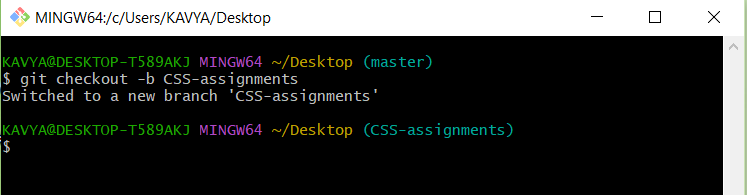 MINGW64:/c/Users/KAVYA/Desktop
KAVYA@DESKTOP-T589AKJ MINGW64 ~/Desktop (master)
$ git checkout -b CSS-assignments
Switched to a new branch 'CSS-assignments'
KAVYA@DESKTOP-T589AKJ MINGW64 ~/Desktop (CSS-assignments)
$